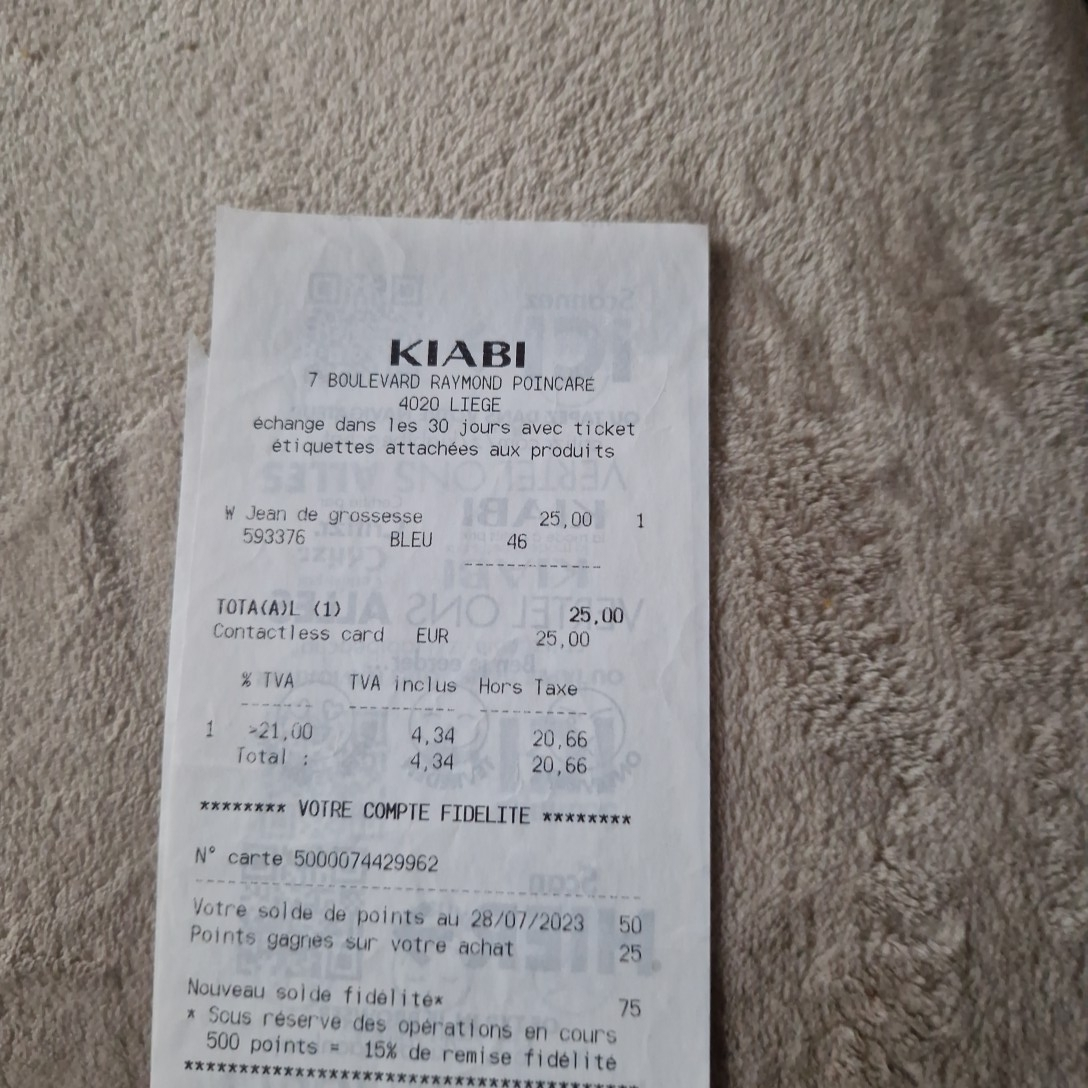 KIABI
7 BOULEVARD RAYMOND POINCARÉ
4020 LIEGE
échange dans les 30 jours avec ticket
étiquettes attachées aux produits
W Jean de grossesse 25,00 1
593376 BLEU 46
TOTA(A)L (1) 25,00
Contactless card EUR 25,00
% TVA TVA inclus Hors Taxe
1 >21,00 4,34 20,66
Total : 4,34 20,66
******** VOTRE COMPTE FIDELITE ********
N° carte 5000074429962
Votre solde de points au 28/07/2023 50
Points gagnés sur votre achat 25
Nouveau solde fidélité* 75
* Sous réserve des opérations en cours
500 points = 15% de remise fidélité